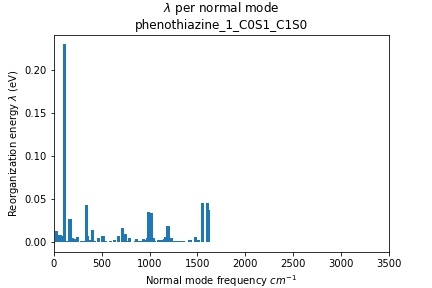 λ per normal mode
phenothiazine_1_C0S1_C1S0
Reorganization energy λ (eV)
0.20
0.15
0.10
0.05
0.00
0 500 1000 1500 2000 2500 3000 3500
Normal mode frequency cm⁻¹